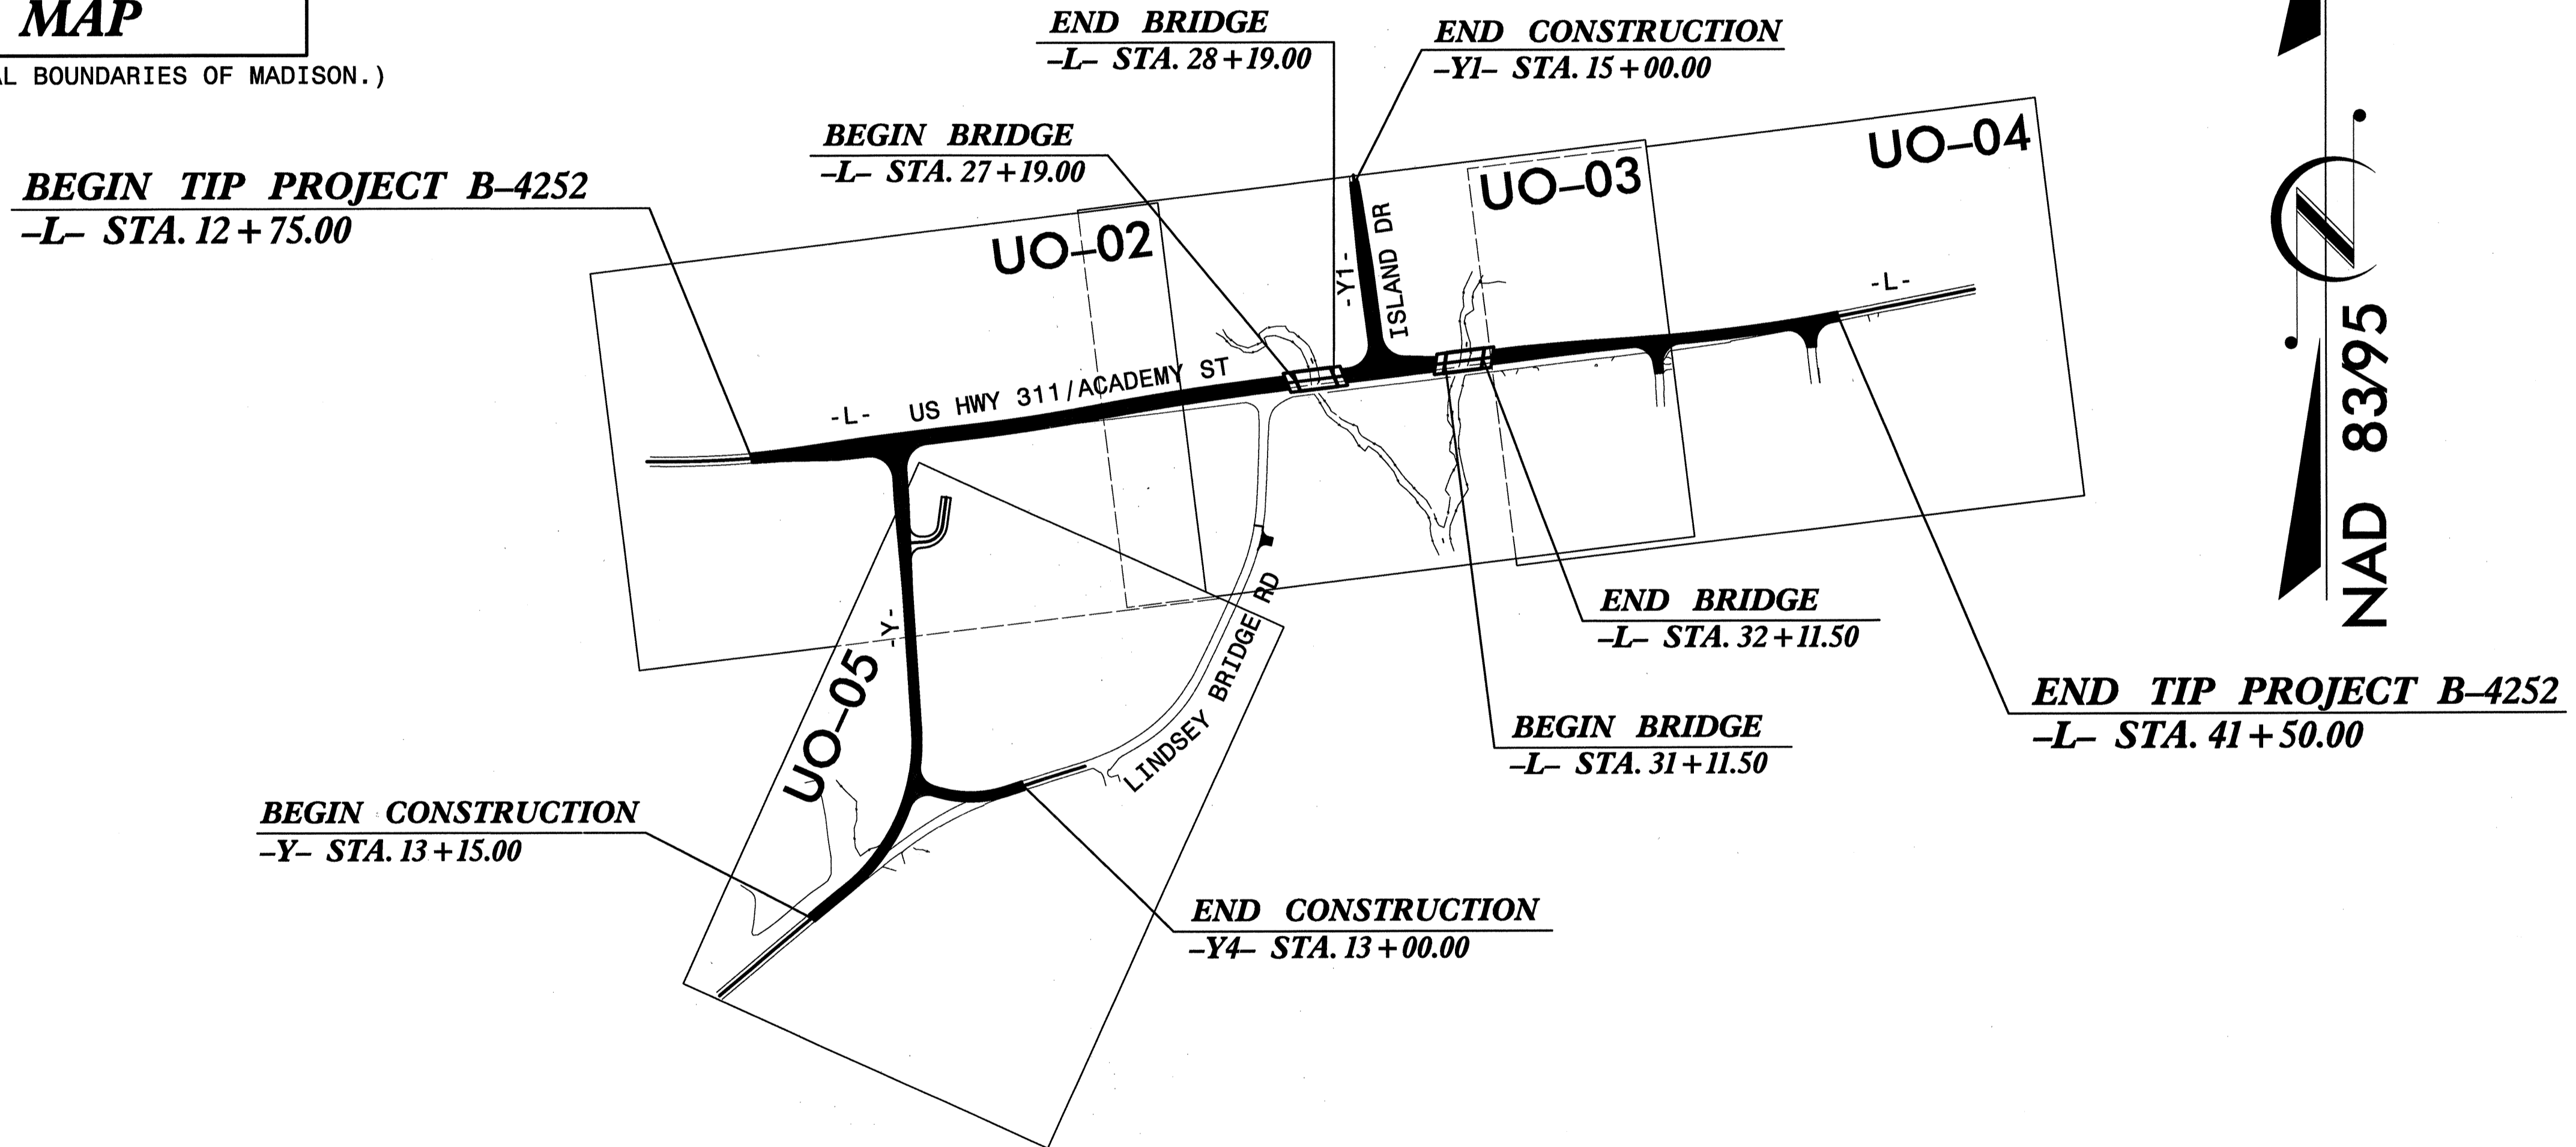 MAP
AL BOUNDARIES OF MADISON.)
END BRIDGE
–L– STA. 28+19.00
END CONSTRUCTION
–Y1– STA. 15+00.00
BEGIN BRIDGE
–L– STA. 27+19.00
BEGIN TIP PROJECT B–4252
–L– STA. 12+75.00
UO–02
UO–03
UO–04
-Y1-
ISLAND DR
-L-
-L- US HWY 311/ACADEMY ST
NAD 83/95
-Y-
UO–05
LINDSEY BRIDGE RD
END BRIDGE
–L– STA. 32+11.50
END TIP PROJECT B–4252
–L– STA. 41+50.00
BEGIN BRIDGE
–L– STA. 31+11.50
BEGIN CONSTRUCTION
–Y– STA. 13+15.00
END CONSTRUCTION
–Y4– STA. 13+00.00